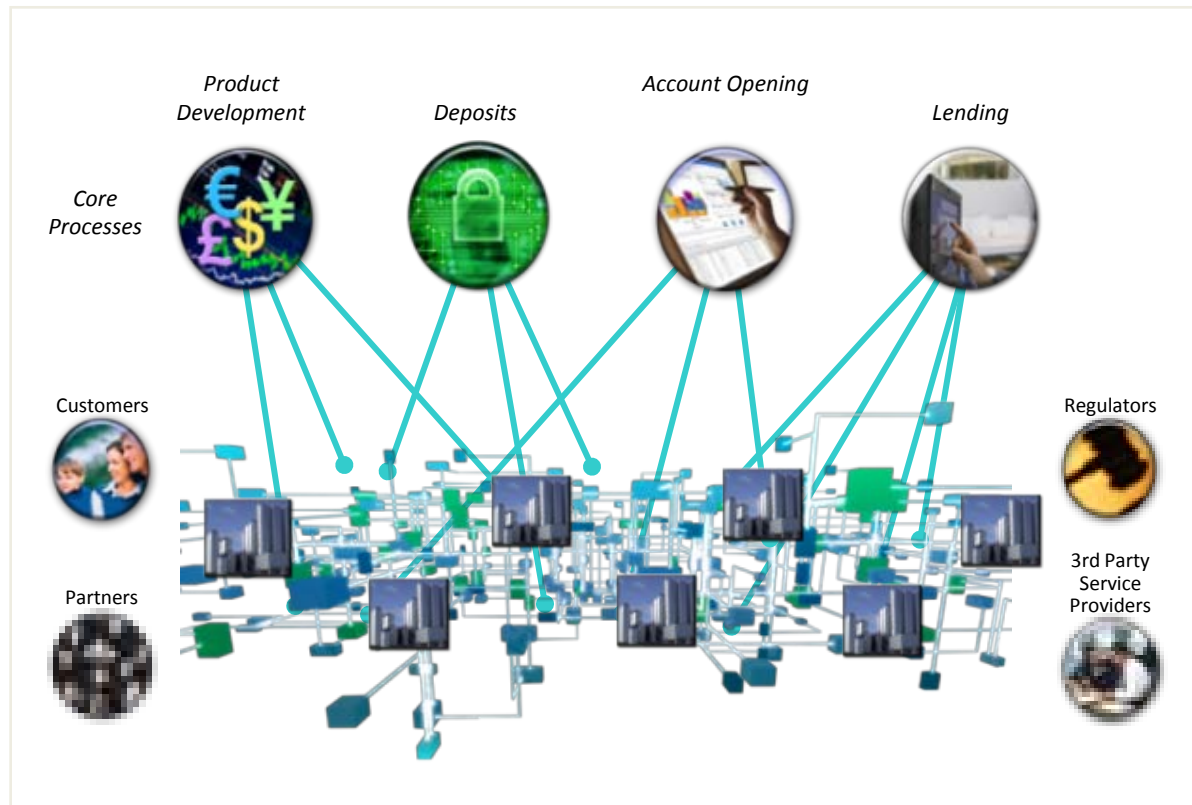 Product
Development
Deposits
Account Opening
Lending
Core
Processes
Customers
Regulators
Partners
3rd Party
Service
Providers